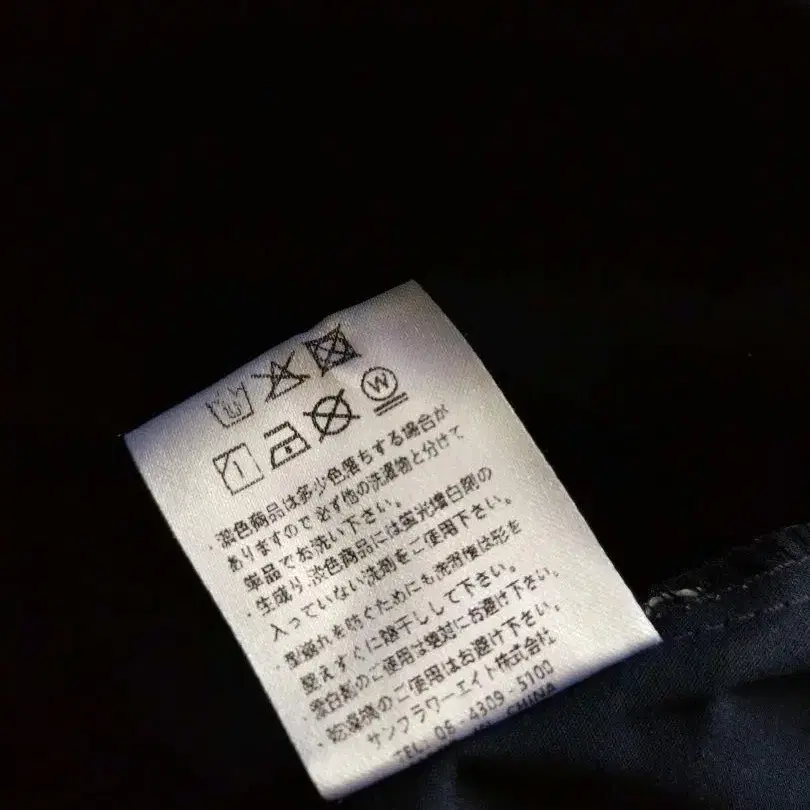 W
・濃色商品は多少色落ちする場合が
ありますので必ず他の洗濯物と分けて
単品でお洗い下さい。
・生成り、淡色商品には蛍光増白剤の
入っていない洗剤をご使用下さい。
・型崩れを防ぐためにも洗濯後は形を
整えすぐに陰干しして下さい。
・漂白剤のご使用は絶対にお避け下さい。
・乾燥機のご使用はお避け下さい。
サンフラワーエイト株式会社
TEL. 06-4309-5100
CHINA